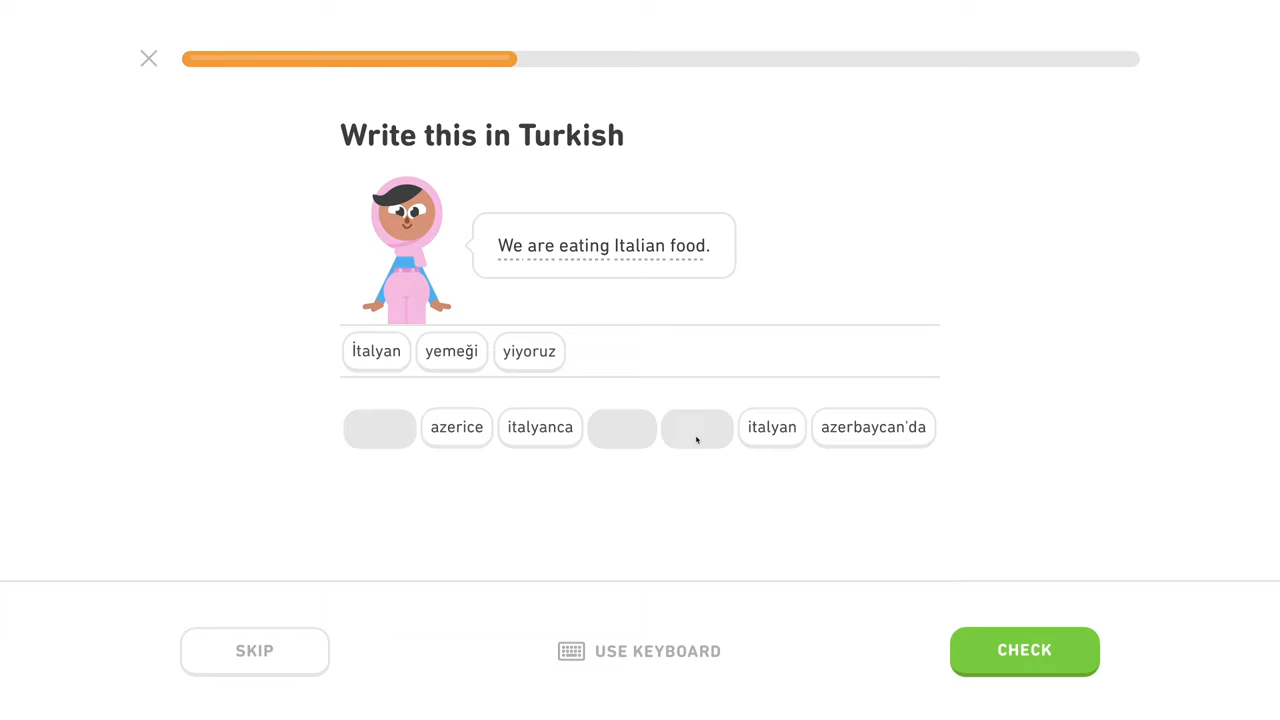 Write this in Turkish
We are eating Italian food.
İtalyan yemeği yiyoruz
azerice italyanca italyan azerbaycan'da
SKIP USE KEYBOARD CHECK